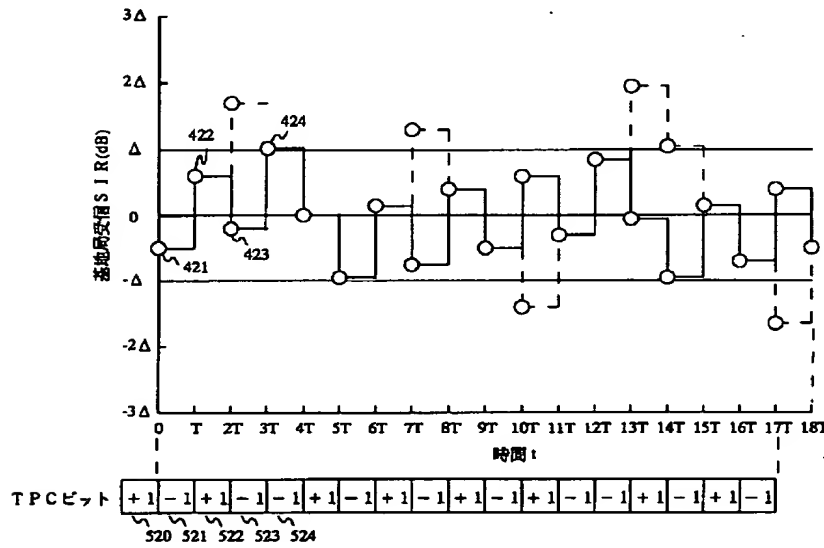 3Δ
2Δ
Δ
0
-Δ
-2Δ
-3Δ
基地局受信SIR(dB)
421
422
423
424
0 T 2T 3T 4T 5T 6T 7T 8T 9T 10T 11T 12T 13T 14T 15T 16T 17T 18T
時間t
TPCビット +1 -1 +1 -1 -1 +1 -1 +1 -1 +1 -1 +1 -1 -1 +1 -1 +1 -1
520 521 522 523 524